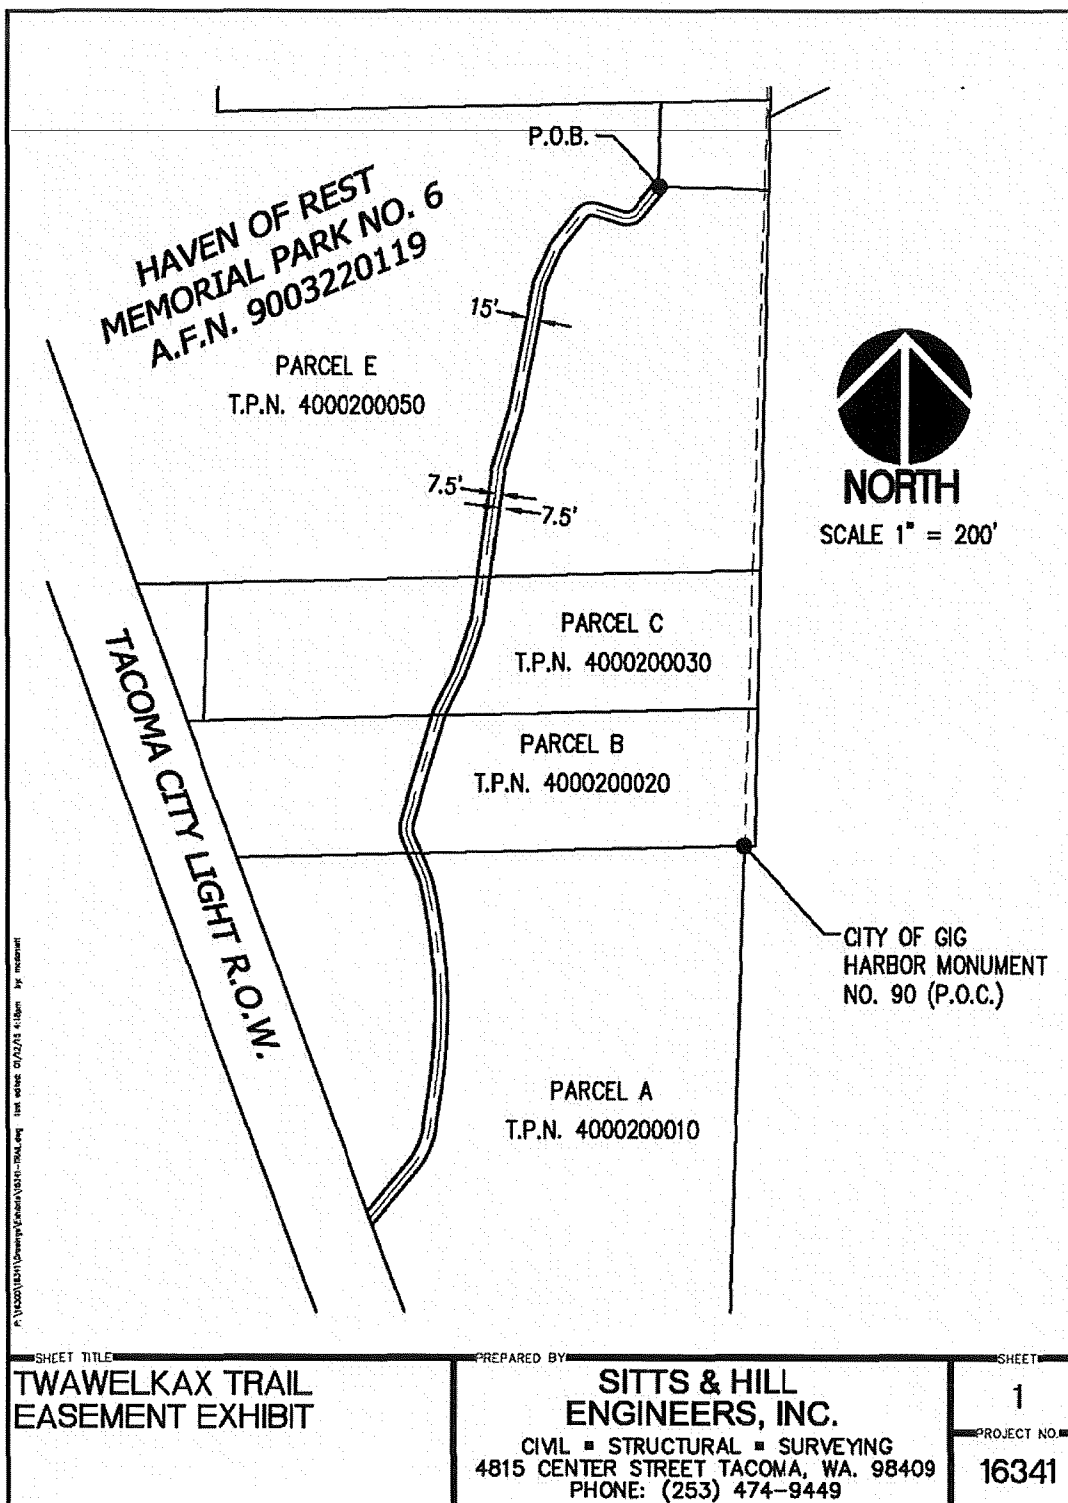 P.O.B.
HAVEN OF REST
MEMORIAL PARK NO. 6
A.F.N. 9003220119
15'
PARCEL E
T.P.N. 4000200050
7.5'
7.5'
NORTH
SCALE 1" = 200'
PARCEL C
T.P.N. 4000200030
TACOMA CITY LIGHT R.O.W.
PARCEL B
T.P.N. 4000200020
CITY OF GIG
HARBOR MONUMENT
NO. 90 (P.O.C.)
PARCEL A
T.P.N. 4000200010
SHEET TITLE
TWAWELKAX TRAIL
EASEMENT EXHIBIT
PREPARED BY
SITTS & HILL
ENGINEERS, INC.
CIVIL ▪ STRUCTURAL ▪ SURVEYING
4815 CENTER STREET TACOMA, WA. 98409
PHONE: (253) 474-9449
SHEET
1
PROJECT NO.
16341